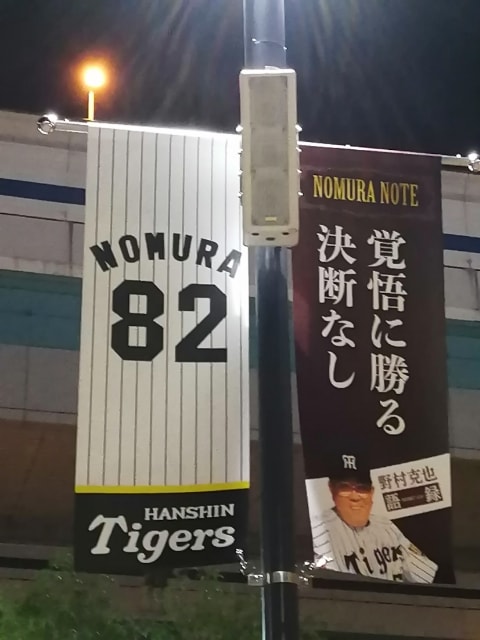 NOMURA
82
HANSHIN
Tigers
NOMURA NOTE
覚悟に勝る
決断なし
野村克也
語録
Tigers